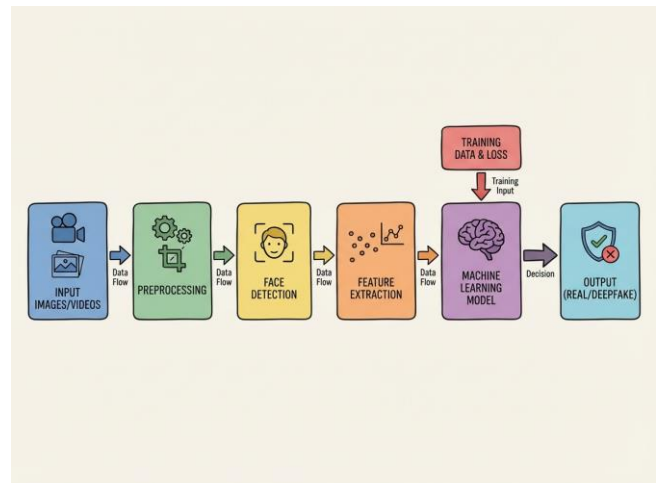 TRAINING
DATA & LOSS
Training
Input
INPUT
IMAGES/VIDEOS
Data
Flow
PREPROCESSING
Data
Flow
FACE
DETECTION
Data
Flow
FEATURE
EXTRACTION
Data
Flow
MACHINE
LEARNING
MODEL
Decision
OUTPUT
(REAL/DEEPFAKE)